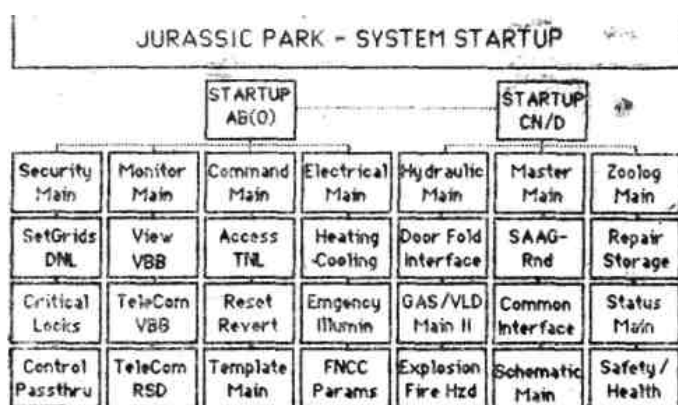 JURASSIC PARK - SYSTEM STARTUP
STARTUP AB(0)
STARTUP CN/D
Security Main
Monitor Main
Command Main
Electrical Main
Hydraulic Main
Master Main
Zoolog Main
SetGrids DNL
View VBB
Access TNL
Heating -Cooling
Door Fold Interface
SAAG- Rnd
Repair Storage
Critical Locks
TeleCom VBB
Reset Revert
Emgency Illumin
GAS/VLD Main II
Common Interface
Status Main
Control Passthru
TeleCom RSD
Template Main
FNCC Params
Explosion Fire Hzd
Schematic Main
Safety / Health